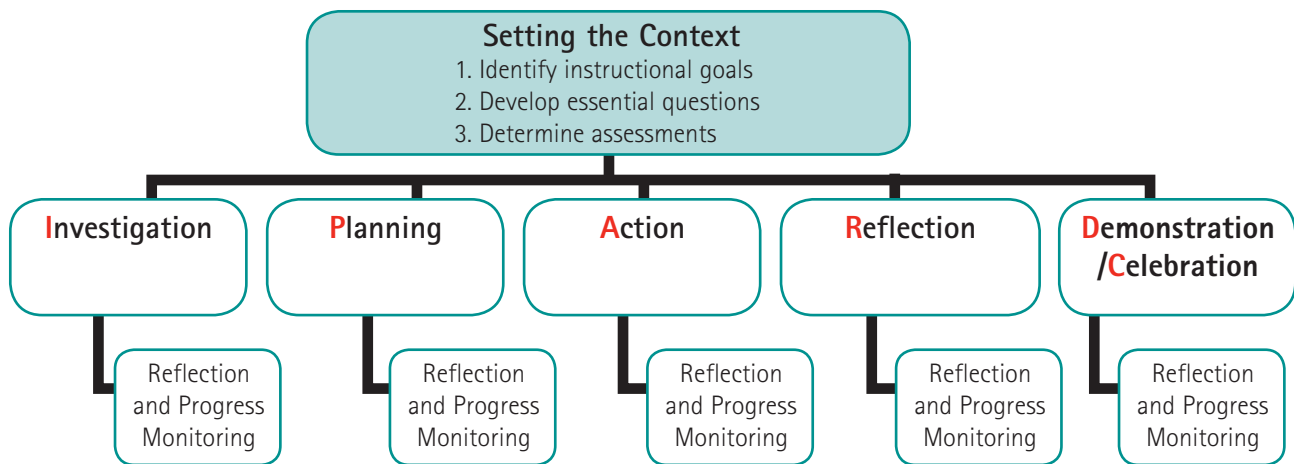 Setting the Context
1. Identify instructional goals
2. Develop essential questions
3. Determine assessments
Investigation
Planning
Action
Reflection
Demonstration
/Celebration
Reflection
and Progress
Monitoring
Reflection
and Progress
Monitoring
Reflection
and Progress
Monitoring
Reflection
and Progress
Monitoring
Reflection
and Progress
Monitoring